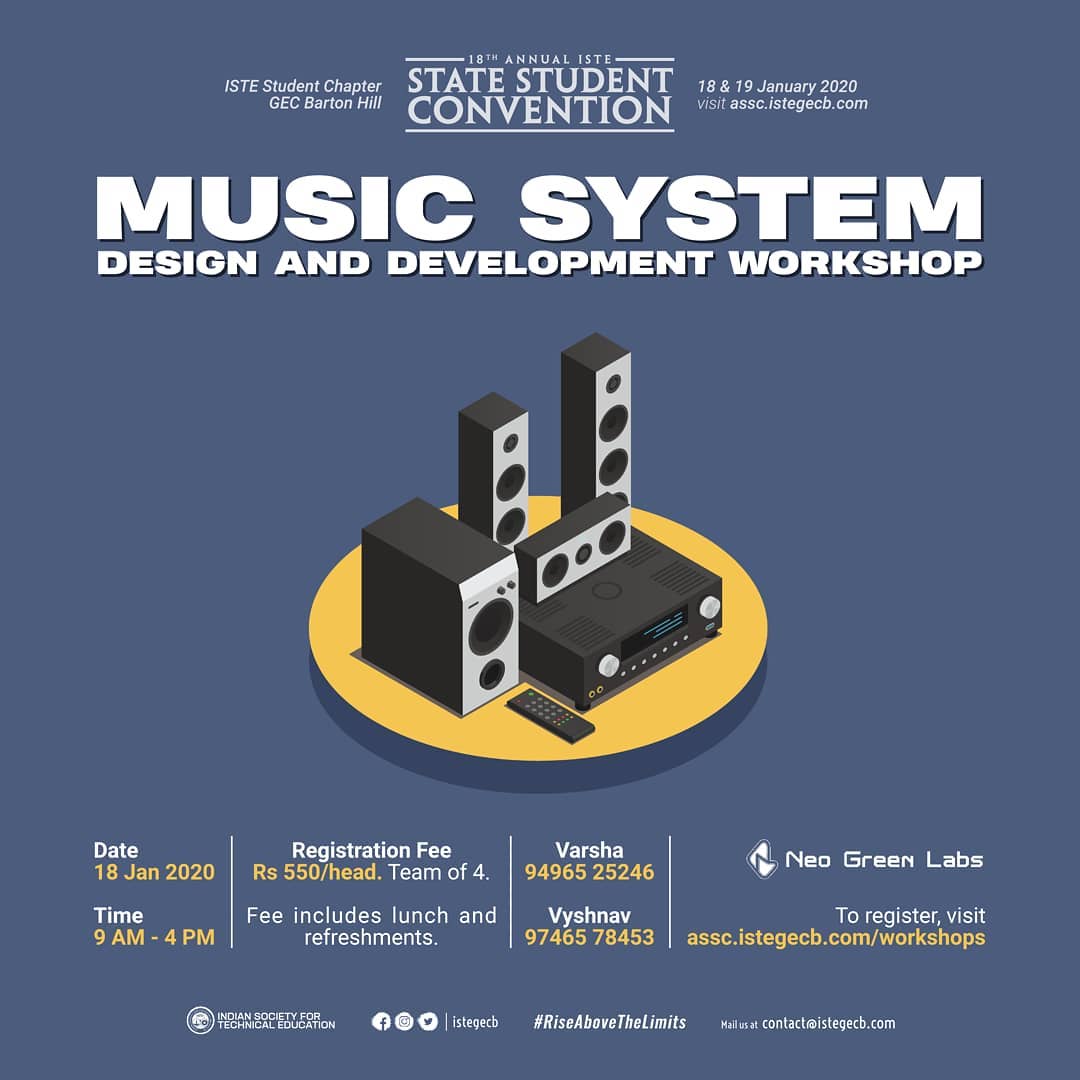 ISTE Student Chapter
GEC Barton Hill
18TH ANNUAL ISTE
STATE STUDENT
CONVENTION
18 & 19 January 2020
visit assc.istegecb.com
MUSIC SYSTEM
DESIGN AND DEVELOPMENT WORKSHOP
Date
18 Jan 2020
Time
9 AM - 4 PM
Registration Fee
Rs 550/head. Team of 4.
Fee includes lunch and
refreshments.
Varsha
94965 25246
Vyshnav
97465 78453
Neo Green Labs
To register, visit
assc.istegecb.com/workshops
INDIAN SOCIETY FOR
TECHNICAL EDUCATION
istegecb
#RiseAboveTheLimits
Mail us at contact@istegecb.com